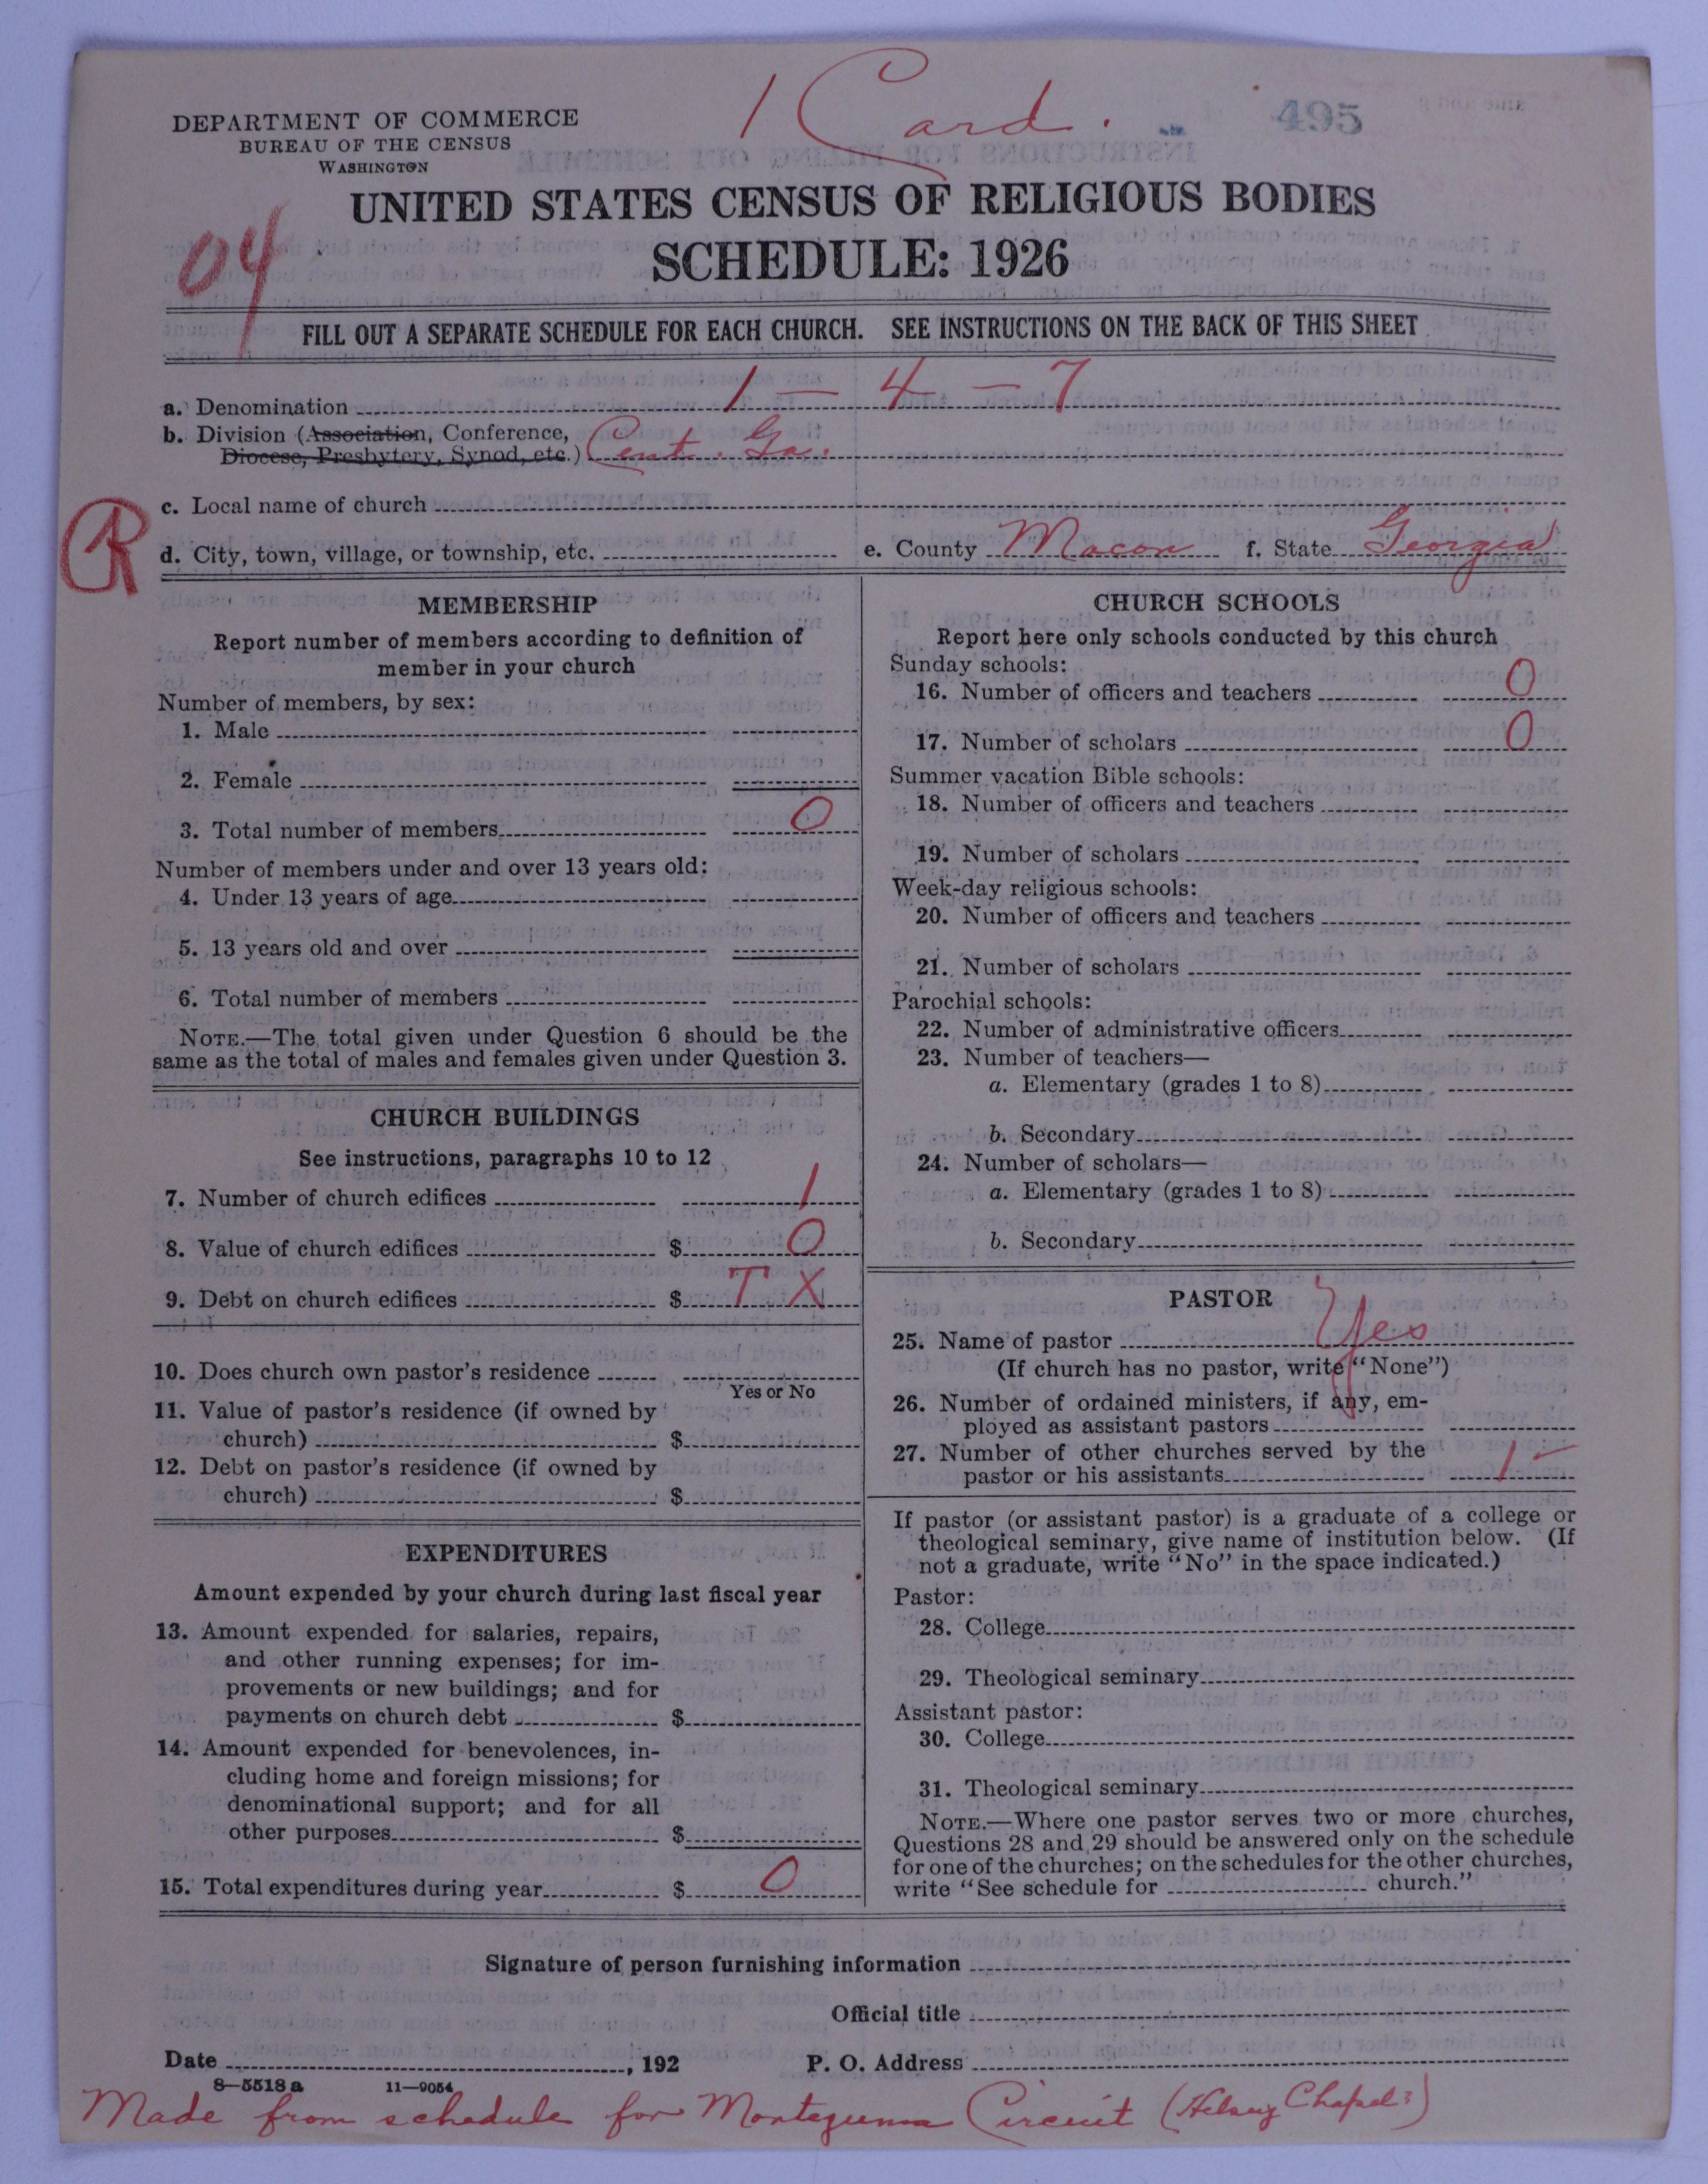 1 Card.
495
DEPARTMENT OF COMMERCE
BUREAU OF THE CENSUS
WASHINGTON
UNITED STATES CENSUS OF RELIGIOUS BODIES
SCHEDULE: 1926
04
FILL OUT A SEPARATE SCHEDULE FOR EACH CHURCH. SEE INSTRUCTIONS ON THE BACK OF THIS SHEET
a. Denomination 1 - 4 - 7
b. Division (Association, Conference,
Diocese, Presbytery, Synod, etc.) Cent. Ga.
c. Local name of church
R
d. City, town, village, or township, etc. e. County Macon f. State Georgia
MEMBERSHIP
Report number of members according to definition of
member in your church
Number of members, by sex:
1. Male
2. Female
3. Total number of members 0
Number of members under and over 13 years old:
4. Under 13 years of age
5. 13 years old and over
6. Total number of members
NOTE.—The total given under Question 6 should be the
same as the total of males and females given under Question 3.
CHURCH BUILDINGS
See instructions, paragraphs 10 to 12
7. Number of church edifices 1
8. Value of church edifices $ 0
9. Debt on church edifices $ T X
10. Does church own pastor's residence
Yes or No
11. Value of pastor's residence (if owned by
church) $
12. Debt on pastor's residence (if owned by
church) $
EXPENDITURES
Amount expended by your church during last fiscal year
13. Amount expended for salaries, repairs,
and other running expenses; for im-
provements or new buildings; and for
payments on church debt $
14. Amount expended for benevolences, in-
cluding home and foreign missions; for
denominational support; and for all
other purposes $
15. Total expenditures during year $ 0
CHURCH SCHOOLS
Report here only schools conducted by this church
Sunday schools:
16. Number of officers and teachers 0
17. Number of scholars 0
Summer vacation Bible schools:
18. Number of officers and teachers
19. Number of scholars
Week-day religious schools:
20. Number of officers and teachers
21. Number of scholars
Parochial schools:
22. Number of administrative officers
23. Number of teachers—
a. Elementary (grades 1 to 8)
b. Secondary
24. Number of scholars—
a. Elementary (grades 1 to 8)
b. Secondary
PASTOR
25. Name of pastor Yes
(If church has no pastor, write "None")
26. Number of ordained ministers, if any, em-
ployed as assistant pastors
27. Number of other churches served by the
pastor or his assistants 1 -
If pastor (or assistant pastor) is a graduate of a college or
theological seminary, give name of institution below. (If
not a graduate, write "No" in the space indicated.)
Pastor:
28. College
29. Theological seminary
Assistant pastor:
30. College
31. Theological seminary
NOTE.—Where one pastor serves two or more churches,
Questions 28 and 29 should be answered only on the schedule
for one of the churches; on the schedules for the other churches,
write "See schedule for church."
Signature of person furnishing information
Official title
Date , 192 P. O. Address
8—5518 a 11—9054
Made from schedule for Montezuma Circuit ( Chapel?)